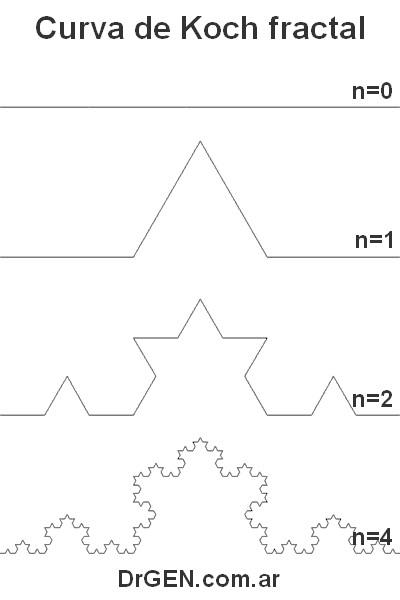 Curva de Koch fractal
n=0
n=1
n=2
n=4
DrGEN.com.ar